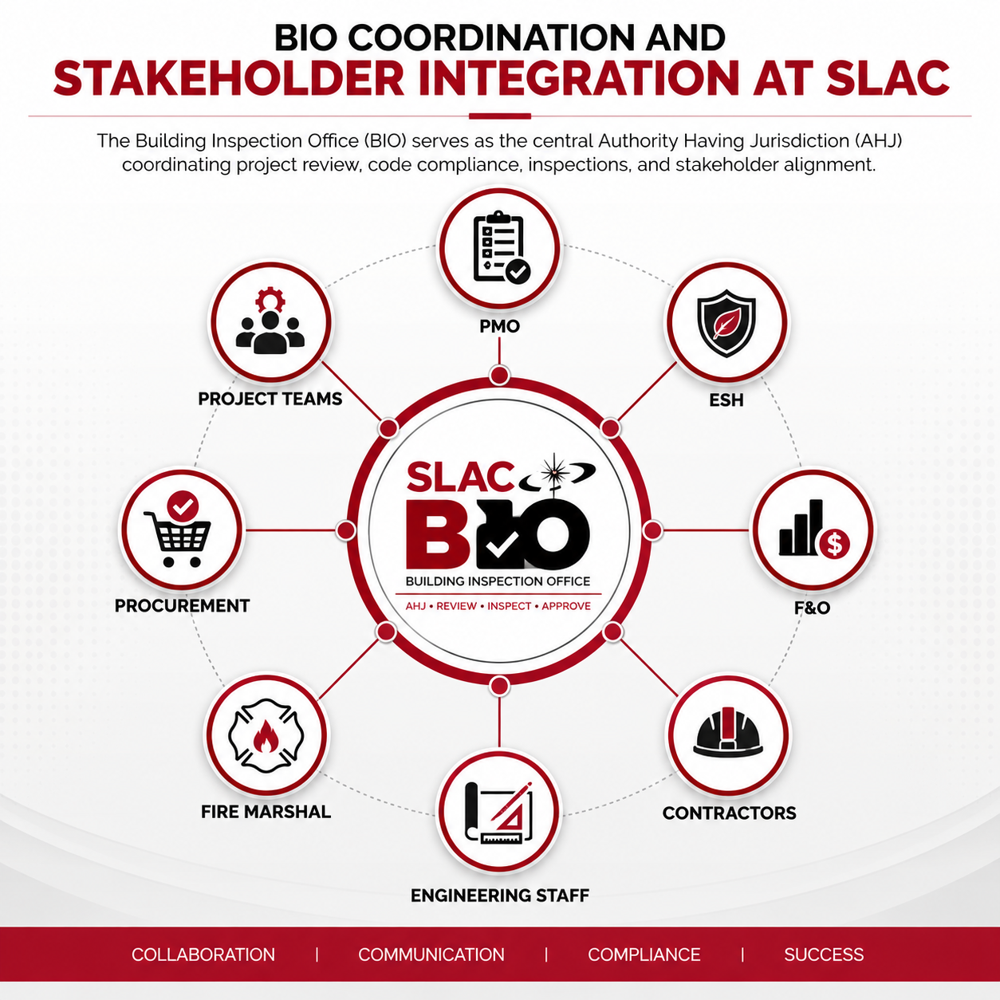 BIO COORDINATION AND
STAKEHOLDER INTEGRATION AT SLAC
The Building Inspection Office (BIO) serves as the central Authority Having Jurisdiction (AHJ)
coordinating project review, code compliance, inspections, and stakeholder alignment.
PMO
PROJECT TEAMS
ESH
SLAC
BIO
BUILDING INSPECTION OFFICE
AHJ • REVIEW • INSPECT • APPROVE
$
PROCUREMENT
F&O
FIRE MARSHAL
CONTRACTORS
ENGINEERING STAFF
COLLABORATION | COMMUNICATION | COMPLIANCE | SUCCESS